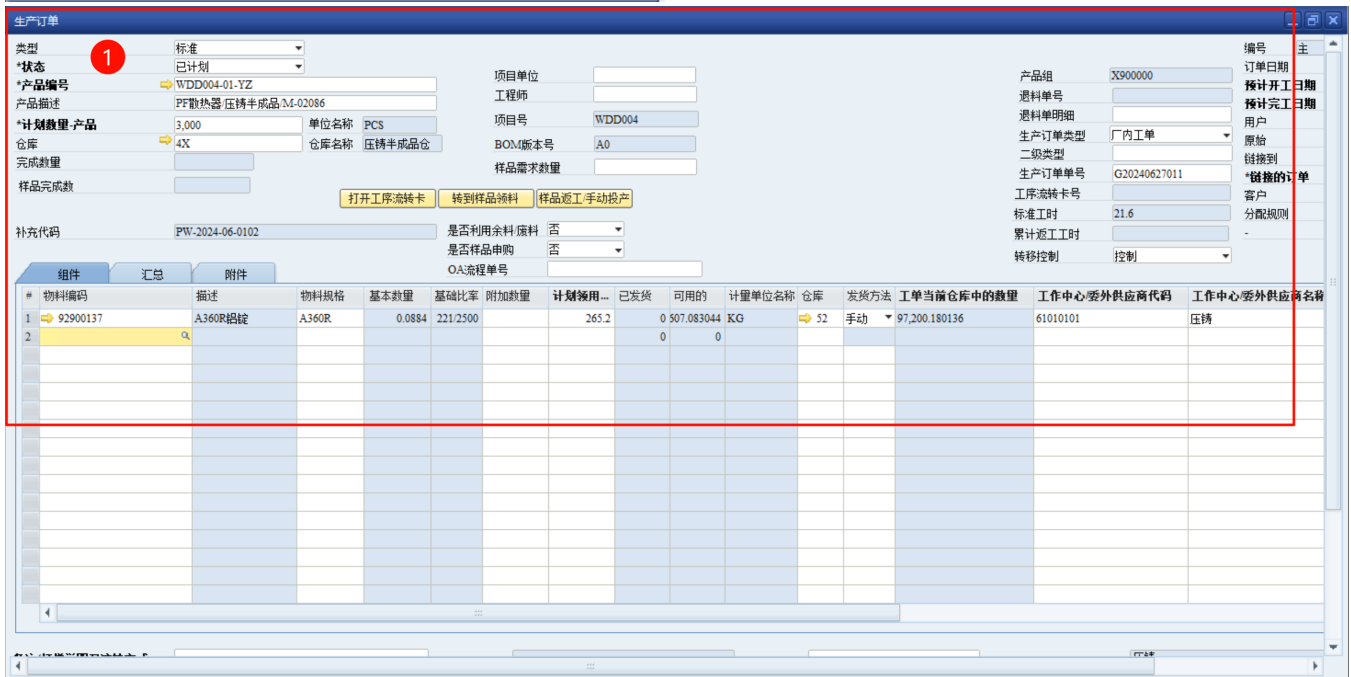 生产订单
类型 标准 编号 主
1
*状态 已计划 订单日期
*产品编号 WDD004-01-YZ 项目单位 产品组 X900000 预计开工日期
产品描述 PF散热器/压铸半成品/M-02086 工程师 退料单号 预计完工日期
*计划数量-产品 3,000 单位名称 PCS 项目号 WDD004 退料单明细 用户
仓库 4X 仓库名称 压铸半成品仓 BOM版本号 A0 生产订单类型 厂内工单 原始
完成数量 样品需求数量 二级类型 链接到
样品完成数 生产订单单号 G20240627011 *链接的订单
打开工序流转卡 转到样品领料 样品返工/手动投产 工序流转卡号 客户
标准工时 21.6 分配规则
补充代码 PW-2024-06-0102 是否利用余料/废料 否 累计返工工时 -
是否样品申购 否 转移控制 控制
组件 汇总 附件 OA流程单号
# 物料编码 描述 物料规格 基本数量 基础比率 附加数量 计划领用... 已发货 可用的 计量单位名称 仓库 发货方法 工单当前仓库中的数量 工作中心/委外供应商代码 工作中心/委外供应商名称
1 92900137 A360R铝锭 A360R 0.0884 221/2500 265.2 0 507.083044 KG 52 手动 97,200.180136 61010101 压铸
2 0 0